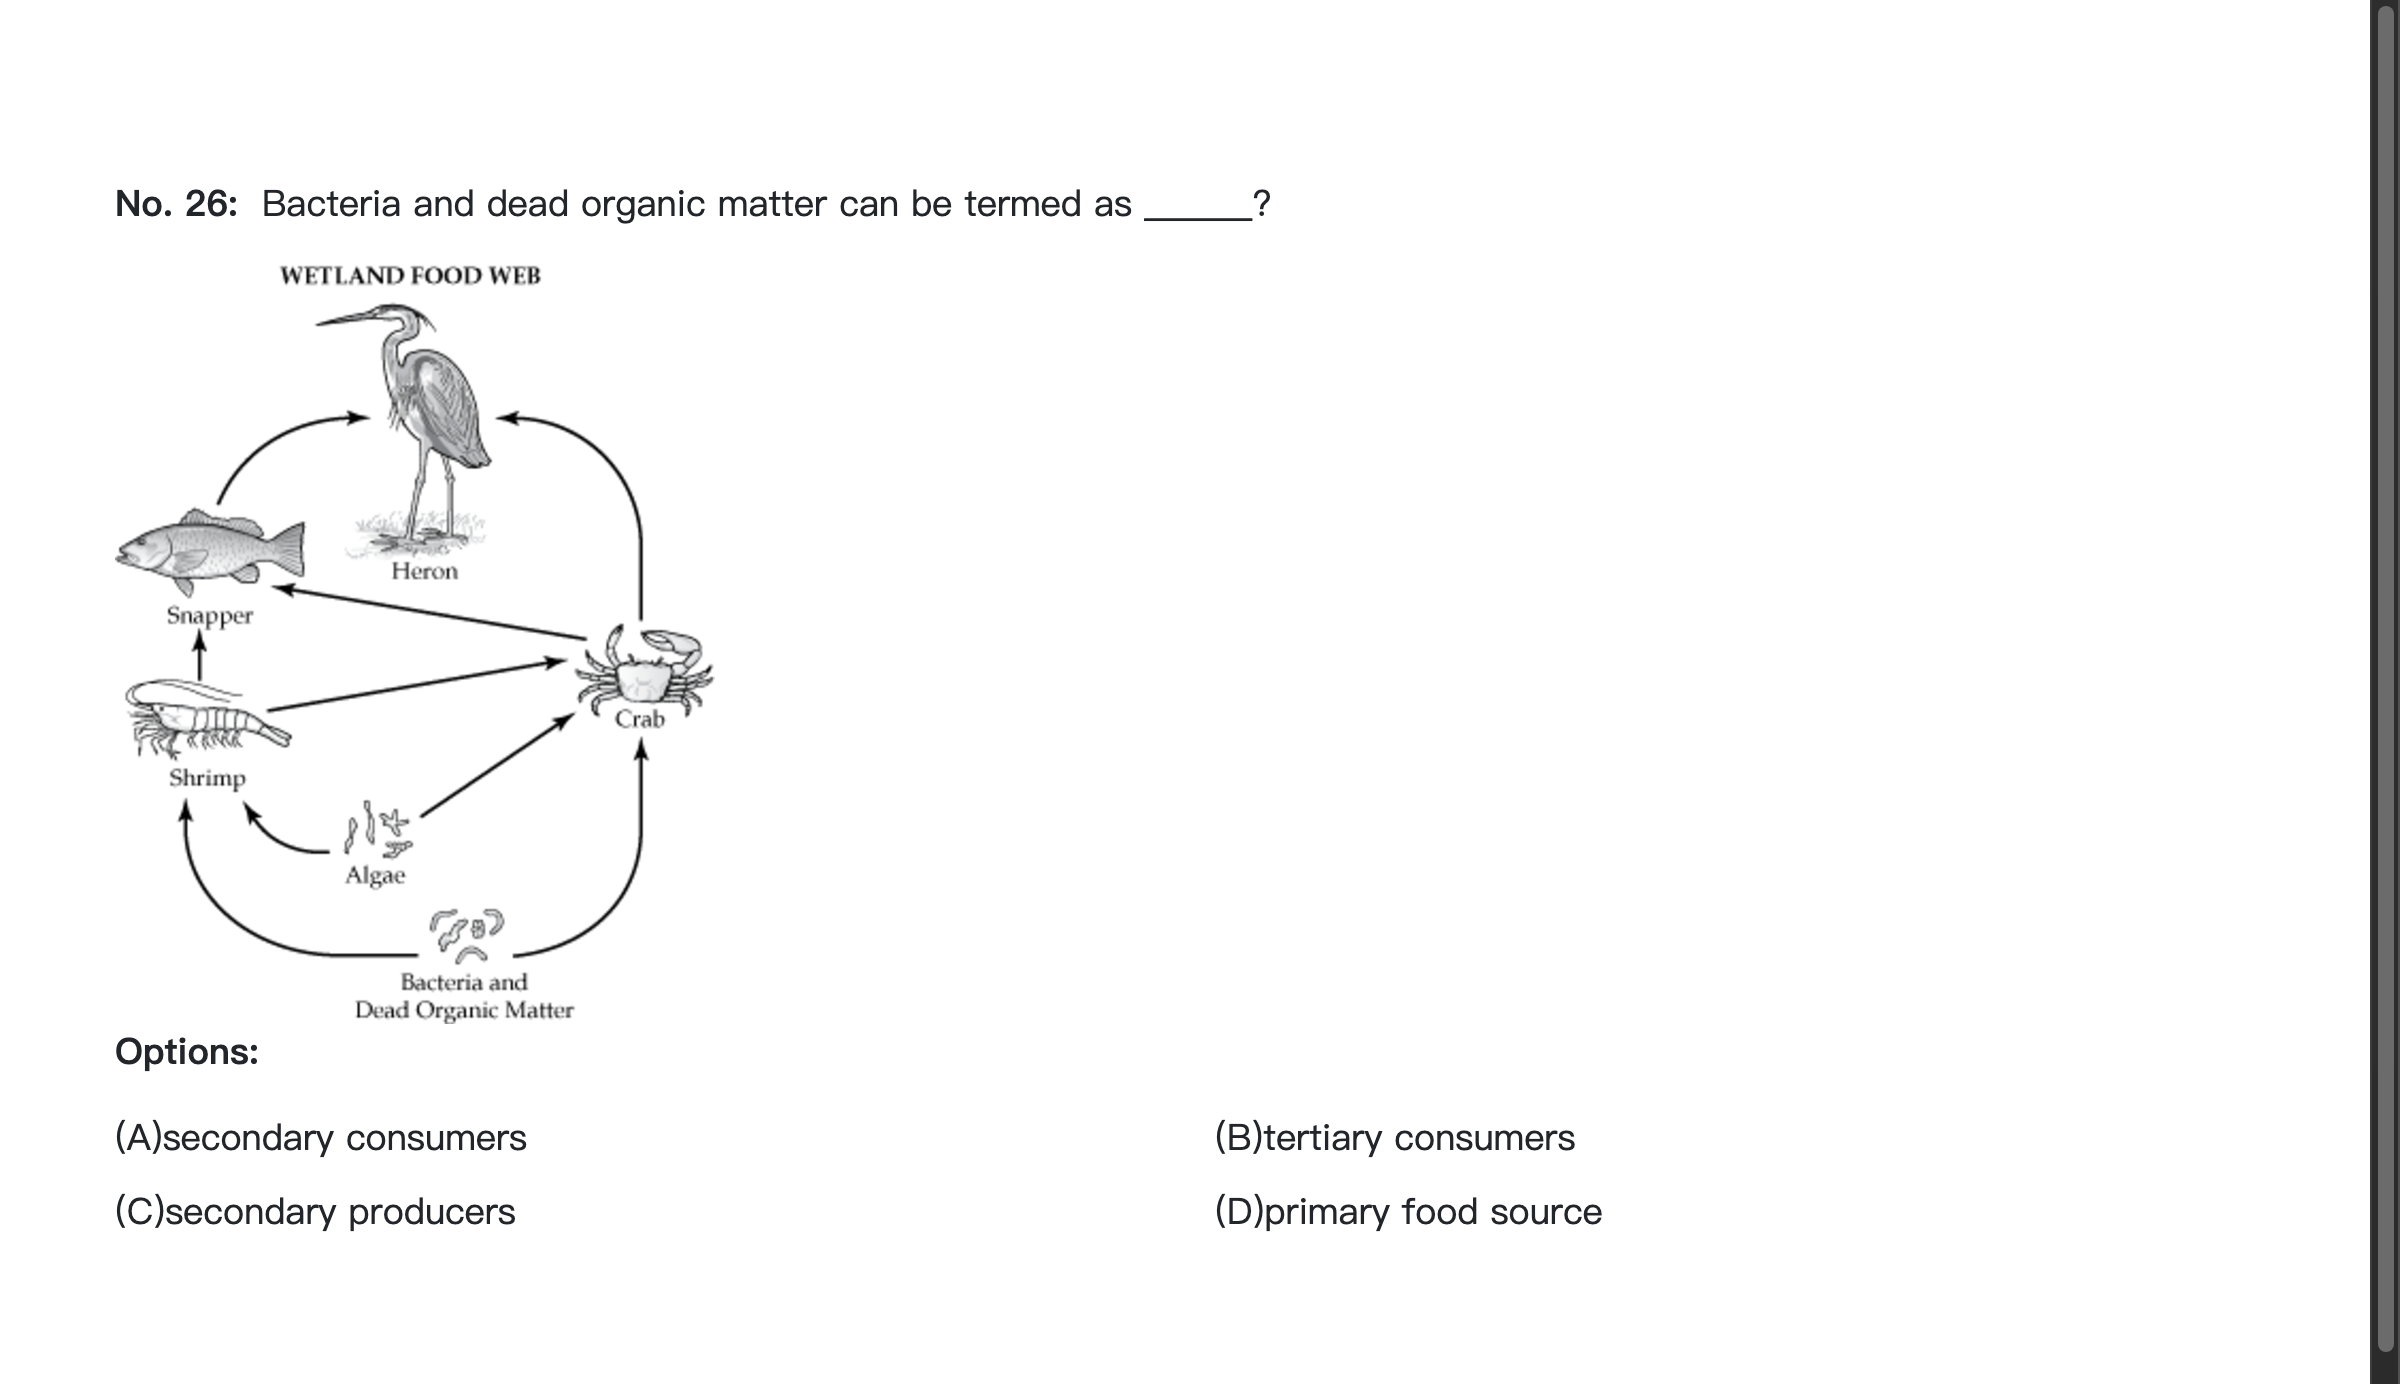 No. 26: Bacteria and dead organic matter can be termed as ______?
WETLAND FOOD WEB
Heron
Snapper
Crab
Shrimp
Algae
Bacteria and
Dead Organic Matter
Options:
(A)secondary consumers
(B)tertiary consumers
(C)secondary producers
(D)primary food source